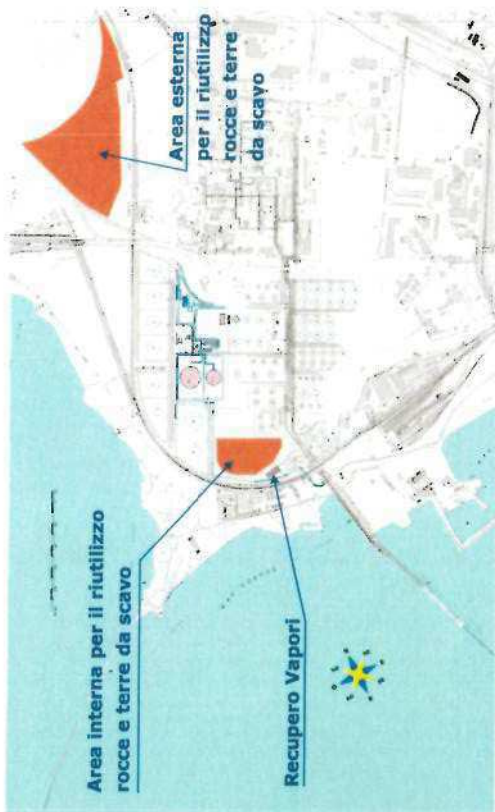 Area esterna
per il riutilizzo
rocce e terre
da scavo
Area interna per il riutilizzo
rocce e terre da scavo
Recupero Vapori